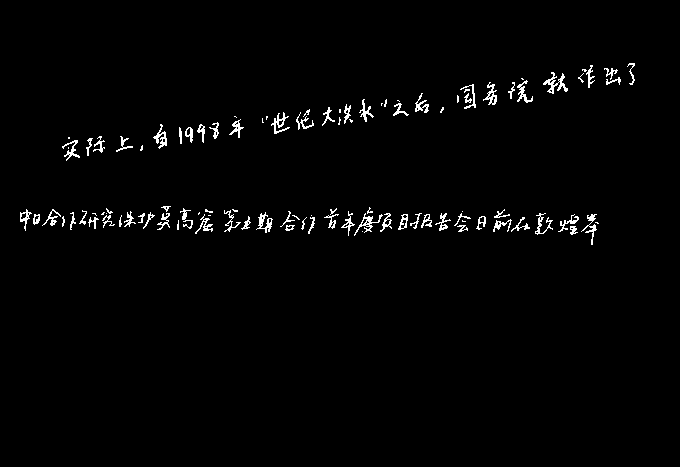 实际上，自1998年“世纪大洪水”之后，国务院就作出了
中日合作研究保护莫高窟第五期合作首年度项目报告会日前在敦煌举